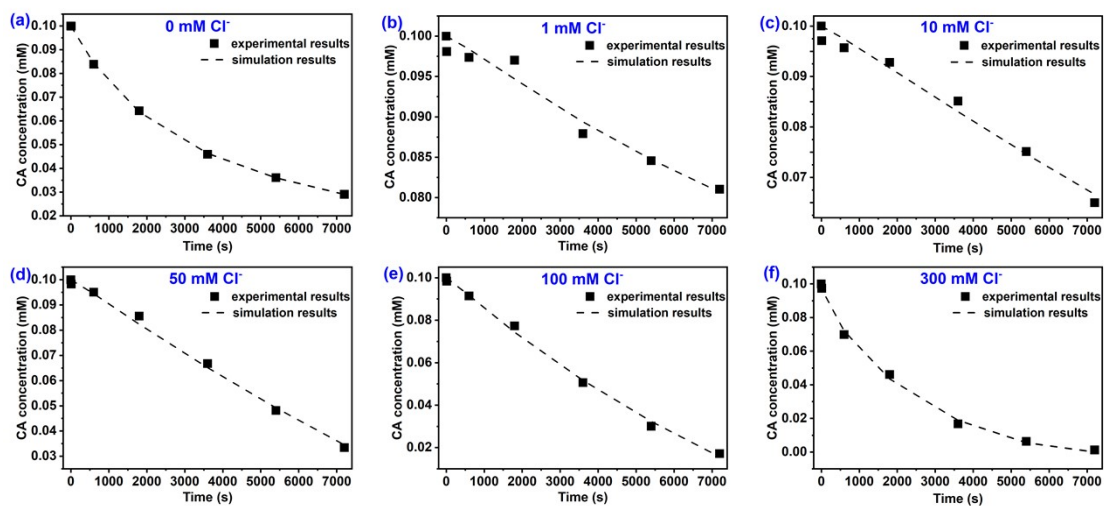 (a)
0 mM Cl⁻
experimental results
simulation results
CA concentration (mM)
0.10
0.09
0.08
0.07
0.06
0.05
0.04
0.03
0.02
0 1000 2000 3000 4000 5000 6000 7000
Time (s)
(b)
1 mM Cl⁻
experimental results
simulation results
CA concentration (mM)
0.100
0.095
0.090
0.085
0.080
0 1000 2000 3000 4000 5000 6000 7000
Time (s)
(c)
10 mM Cl⁻
experimental results
simulation results
CA concentration (mM)
0.10
0.09
0.08
0.07
0 1000 2000 3000 4000 5000 6000 7000
Time (s)
(d)
50 mM Cl⁻
experimental results
simulation results
CA concentration (mM)
0.10
0.09
0.08
0.07
0.06
0.05
0.04
0.03
0 1000 2000 3000 4000 5000 6000 7000
Time (s)
(e)
100 mM Cl⁻
experimental results
simulation results
CA concentration (mM)
0.10
0.08
0.06
0.04
0.02
0 1000 2000 3000 4000 5000 6000 7000
Time (s)
(f)
300 mM Cl⁻
experimental results
simulation results
CA concentration (mM)
0.10
0.08
0.06
0.04
0.02
0.00
0 1000 2000 3000 4000 5000 6000 7000
Time (s)